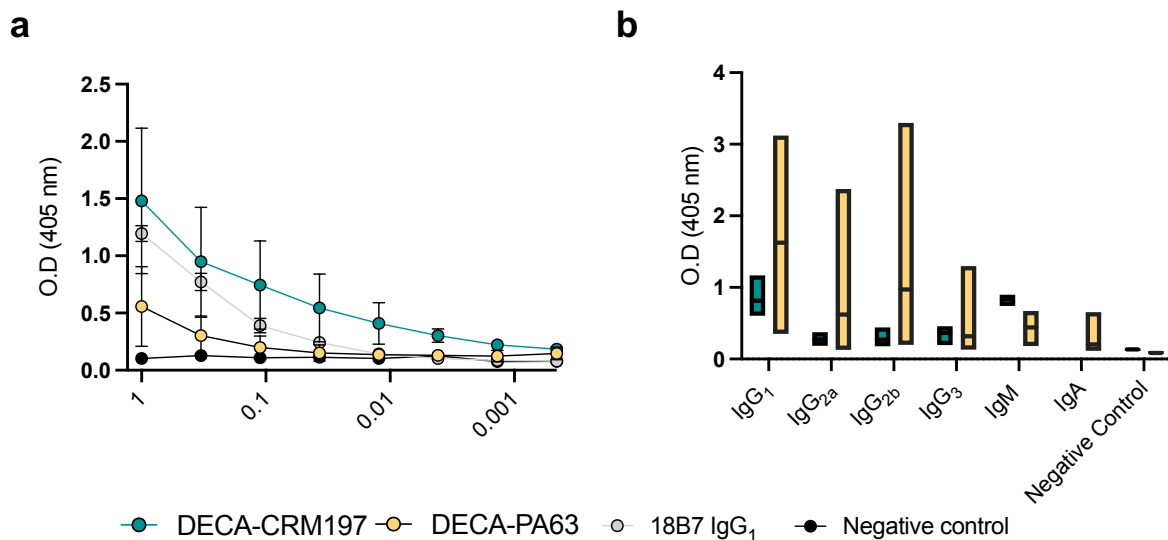 a
b
2.5
2.0
1.5
1.0
0.5
0.0
O.D (405 nm)
1
0.1
0.01
0.001
4
3
2
1
0
O.D (405 nm)
IgG1
IgG2a
IgG2b
IgG3
IgM
IgA
Negative Control
DECA-CRM197
DECA-PA63
18B7 IgG1
Negative control